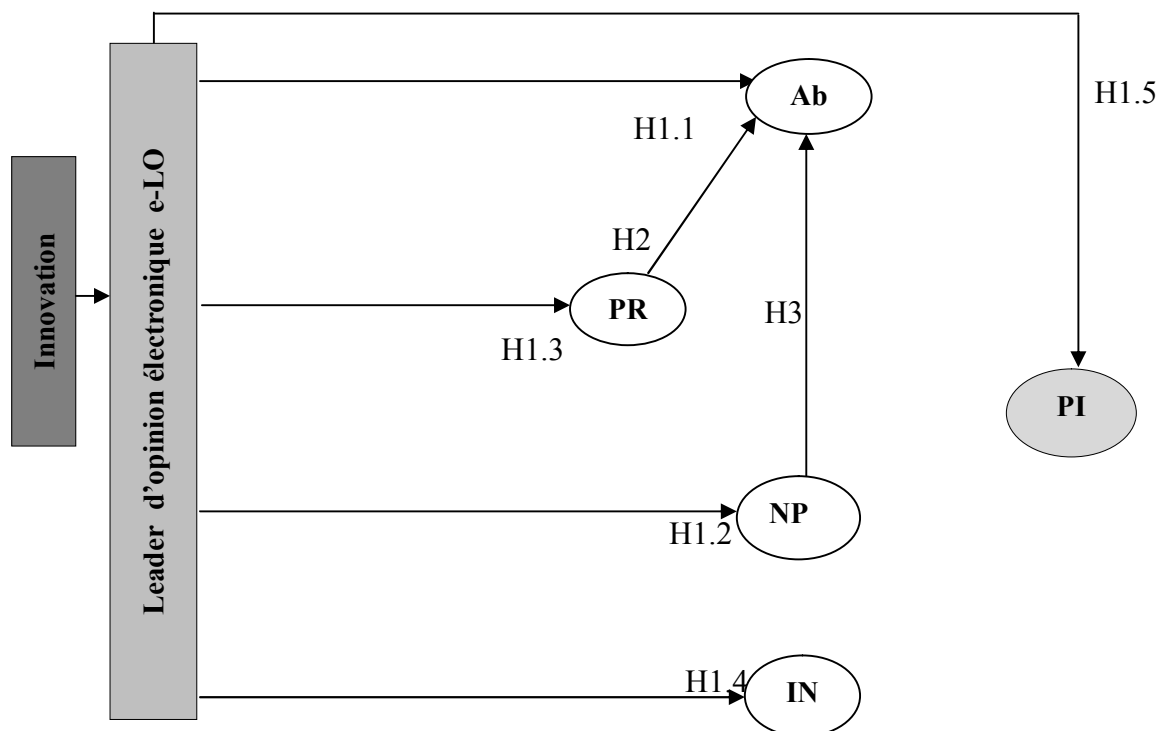 Ab
H1.5
H1.1
Innovation
Leader d'opinion électronique e-LO
H2
PR
H3
H1.3
PI
NP
H1.2
H1.4
IN